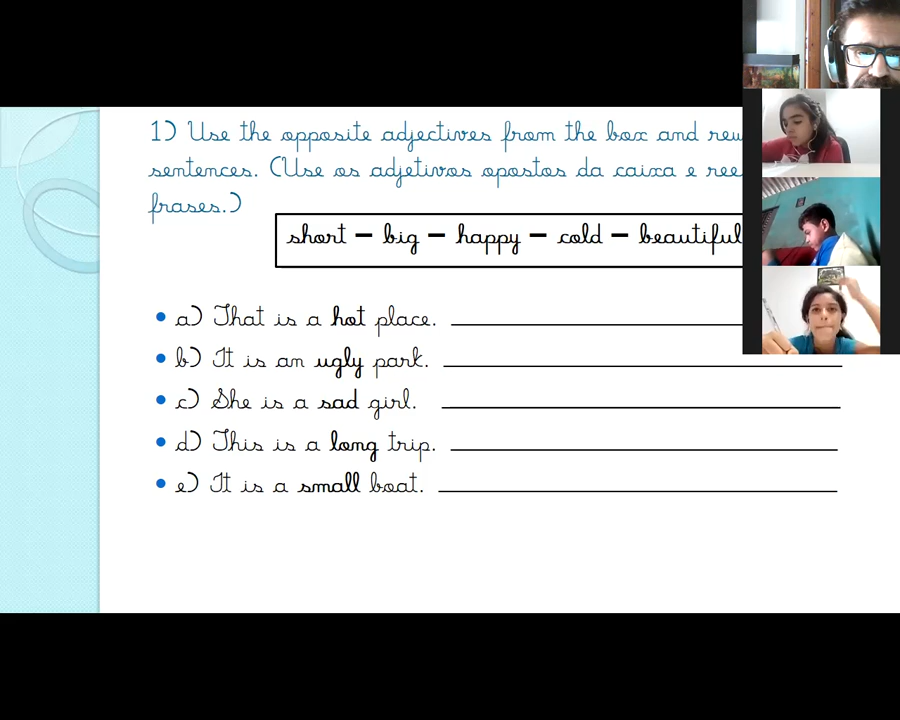 1) Use the opposite adjectives from the box and
sentences. (Use os adjetivos opostos da caixa e
frases.)
short – big – happy – cold – beautiful
a) That is a hot place.
b) It is an ugly park.
c) She is a sad girl.
d) This is a long trip.
e) It is a small boat.